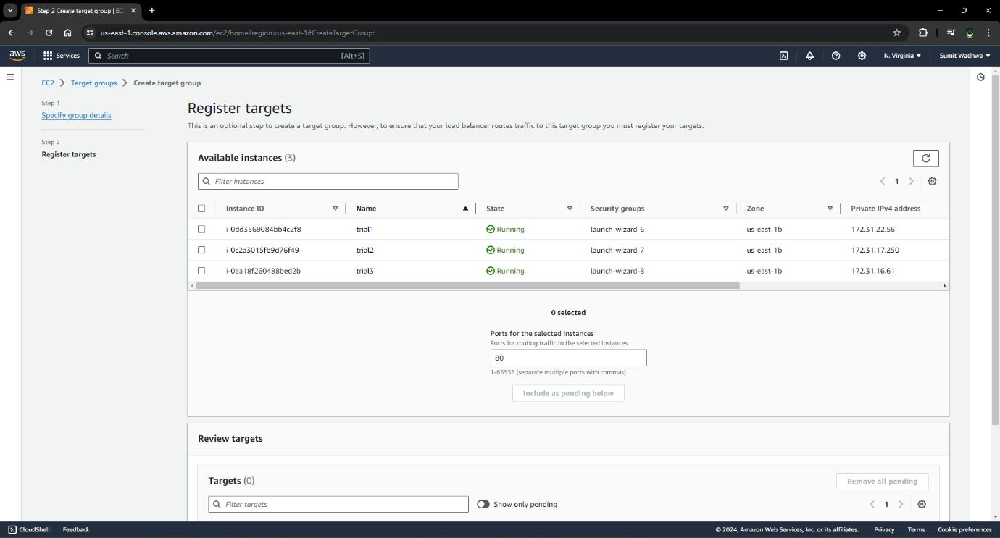 Step 2 Create target group | EC
us-east-1.console.aws.amazon.com/ec2/home?region=us-east-1#CreateTargetGroup:
aws Services Search [Alt+S] N. Virginia Sumit Wadhwa
EC2 Target groups Create target group
Step 1
Specify group details
Step 2
Register targets
Register targets
This is an optional step to create a target group. However, to ensure that your load balancer routes traffic to this target group you must register your targets.
Available instances (3)
Filter instances
1
Instance ID Name State Security groups Zone Private IPv4 address
i-0dd3569084bb4c2f8 trial1 Running launch-wizard-6 us-east-1b 172.31.22.56
i-0c2a3015fb9d76f49 trial2 Running launch-wizard-7 us-east-1b 172.31.17.250
i-0ea18f260488bed2b trial3 Running launch-wizard-8 us-east-1b 172.31.16.61
0 selected
Ports for the selected instances
Ports for routing traffic to the selected instances.
80
1-65535 (separate multiple ports with commas)
Include as pending below
Review targets
Targets (0)
Remove all pending
Filter targets Show only pending 1
CloudShell Feedback © 2024, Amazon Web Services, Inc. or its affiliates. Privacy Terms Cookie preferences